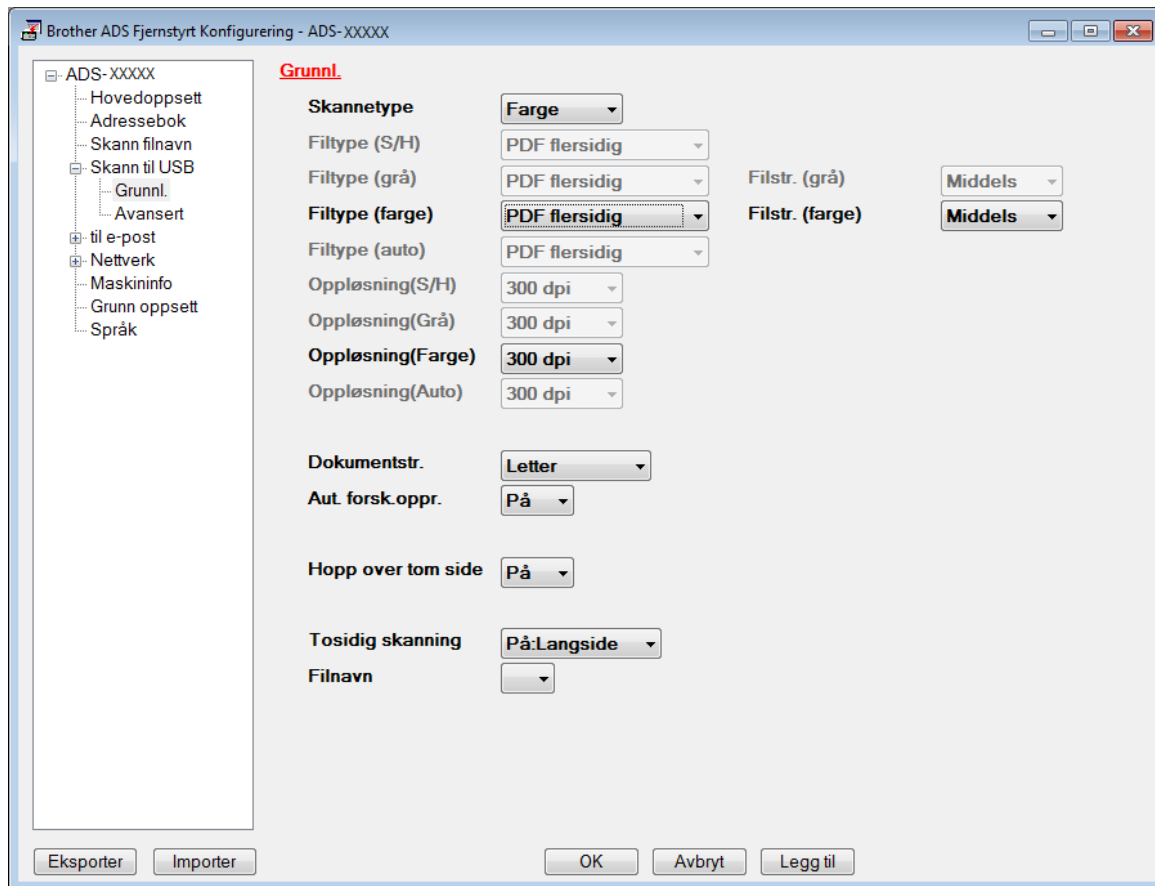 Brother ADS Fjernstyrt Konfigurering - ADS-XXXXX
ADS-XXXXX
Hovedoppsett
Adressebok
Skann filnavn
Skann til USB
Grunnl.
Avansert
til e-post
Nettverk
Maskininfo
Grunn oppsett
Språk
Grunnl.
Skannetype Farge
Filtype (S/H) PDF flersidig
Filtype (grå) PDF flersidig Filstr. (grå) Middels
Filtype (farge) PDF flersidig Filstr. (farge) Middels
Filtype (auto) PDF flersidig
Oppløsning(S/H) 300 dpi
Oppløsning(Grå) 300 dpi
Oppløsning(Farge) 300 dpi
Oppløsning(Auto) 300 dpi
Dokumentstr. Letter
Aut. forsk.oppr. På
Hopp over tom side På
Tosidig skanning På:Langside
Filnavn
Eksporter Importer OK Avbryt Legg til